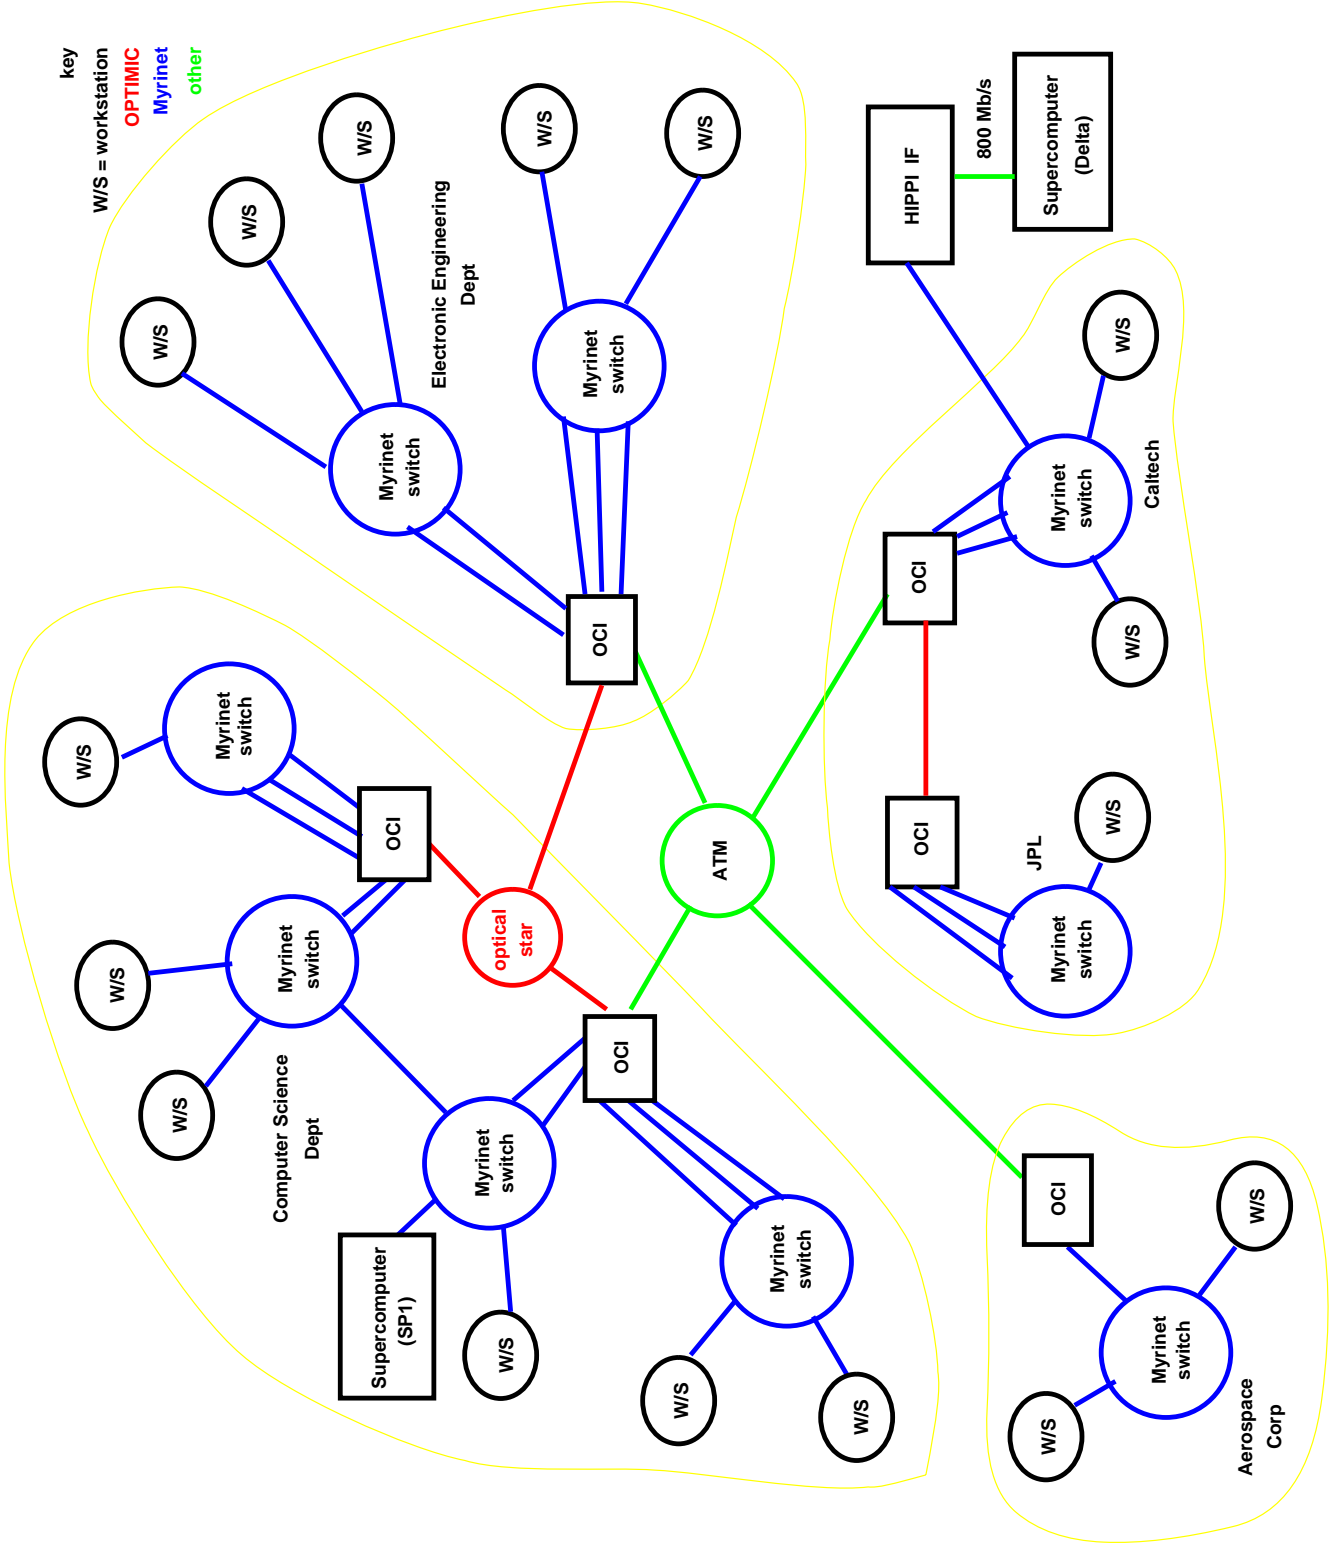 key
W/S = workstation
OPTIMIC
Myrinet
other
W/S
W/S
W/S
Computer Science
Dept
Myrinet
switch
Myrinet
switch
OCI
Supercomputer
(SP1)
W/S
Myrinet
switch
optical
star
OCI
W/S
W/S
Myrinet
switch
W/S
W/S
W/S
Myrinet
switch
Electronic Engineering
Dept
W/S
W/S
Myrinet
switch
OCI
ATM
OCI
JPL
Myrinet
switch
W/S
OCI
Myrinet
switch
Caltech
W/S
W/S
HIPPI IF
800 Mb/s
Supercomputer
(Delta)
OCI
W/S
Myrinet
switch
W/S
Aerospace
Corp